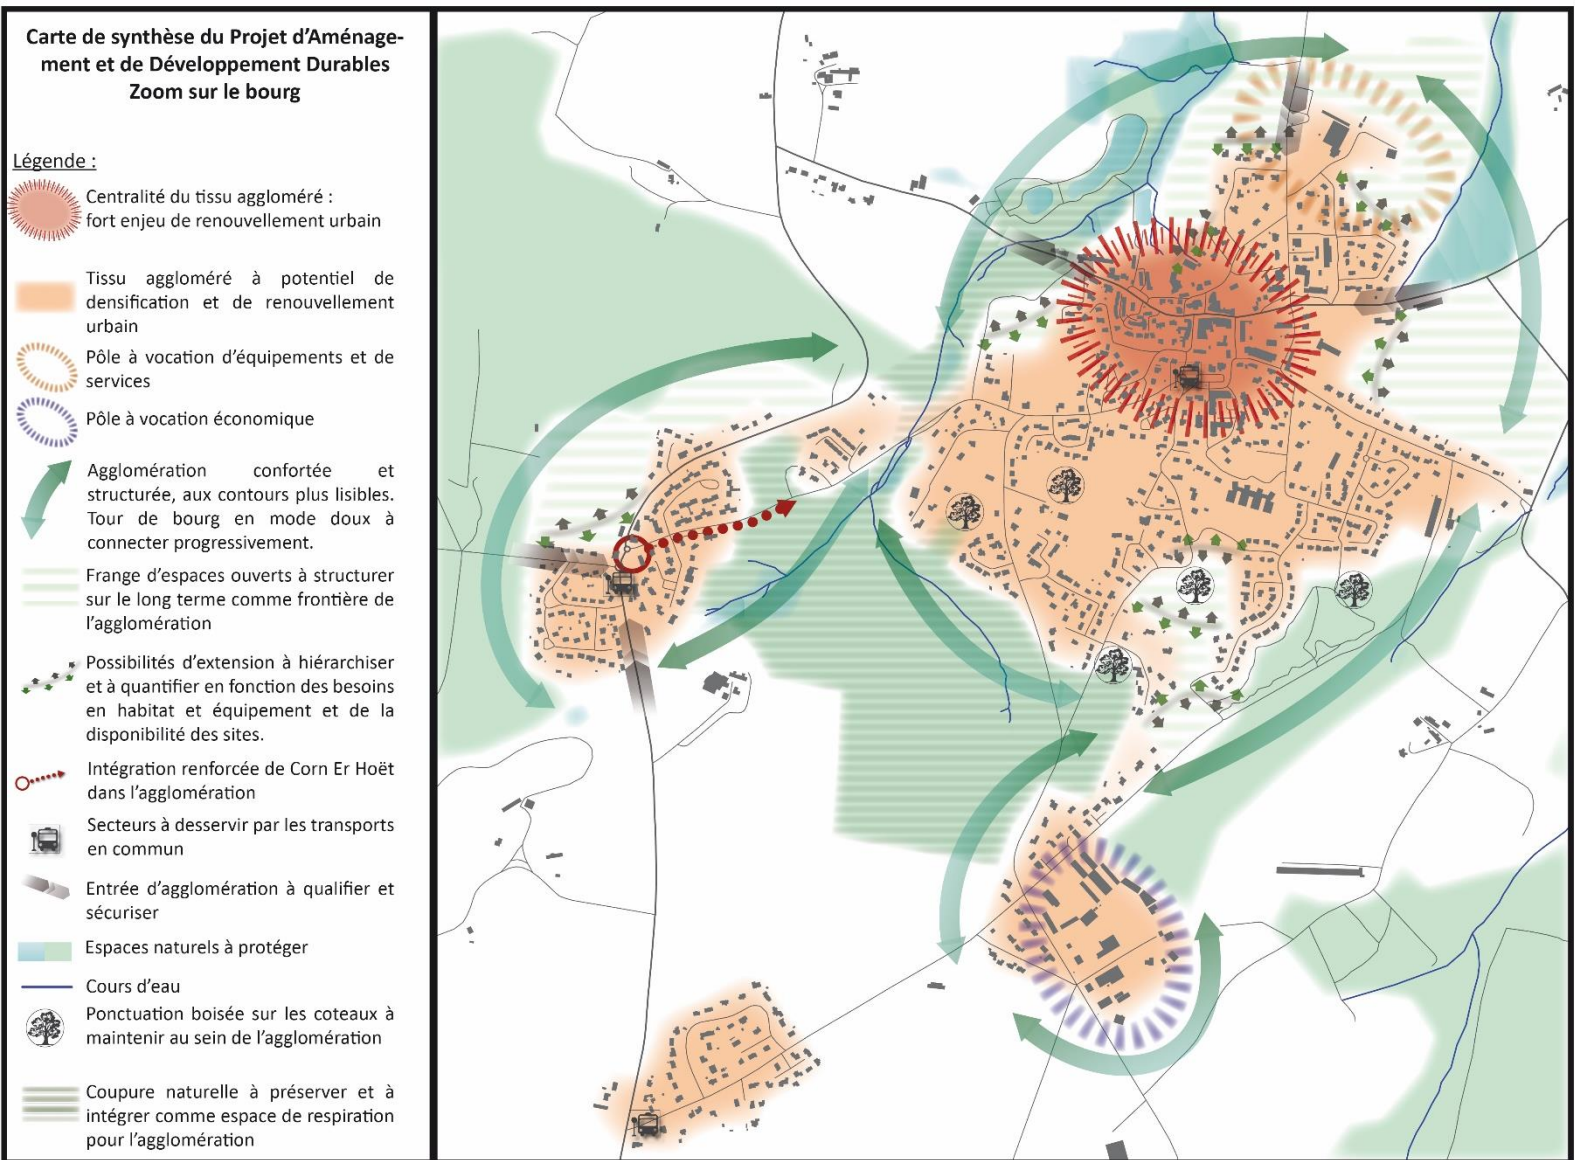 Carte de synthèse du Projet d’Aménage-
ment et de Développement Durables
Zoom sur le bourg
Légende :
Centralité du tissu aggloméré :
fort enjeu de renouvellement urbain
Tissu aggloméré à potentiel de
densification et de renouvellement
urbain
Pôle à vocation d’équipements et de
services
Pôle à vocation économique
Agglomération confortée et
structurée, aux contours plus lisibles.
Tour de bourg en mode doux à
connecter progressivement.
Frange d’espaces ouverts à structurer
sur le long terme comme frontière de
l’agglomération
Possibilités d’extension à hiérarchiser
et à quantifier en fonction des besoins
en habitat et équipement et de la
disponibilité des sites.
Intégration renforcée de Corn Er Hoët
dans l’agglomération
Secteurs à desservir par les transports
en commun
Entrée d’agglomération à qualifier et
sécuriser
Espaces naturels à protéger
Cours d’eau
Ponctuation boisée sur les coteaux à
maintenir au sein de l’agglomération
Coupure naturelle à préserver et à
intégrer comme espace de respiration
pour l’agglomération